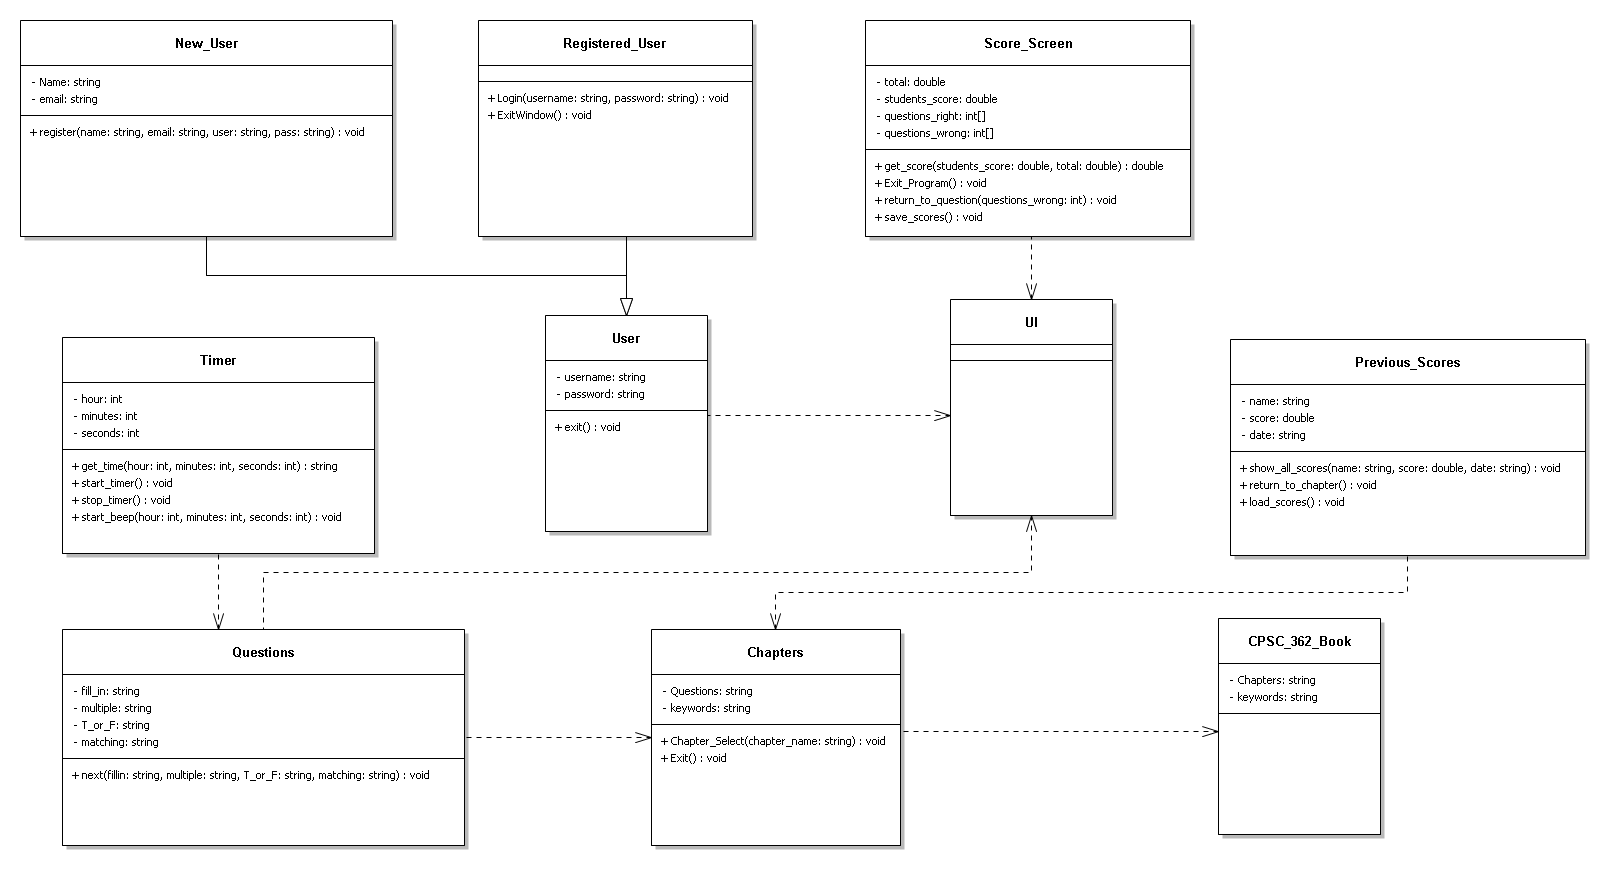 New_User
- Name: string
- email: string
+ register(name: string, email: string, user: string, pass: string) : void
Registered_User
+ Login(username: string, password: string) : void
+ ExitWindow() : void
Score_Screen
- total: double
- students_score: double
- questions_right: int[]
- questions_wrong: int[]
+ get_score(students_score: double, total: double) : double
+ Exit_Program() : void
+ return_to_question(questions_wrong: int) : void
+ save_scores() : void
Timer
- hour: int
- minutes: int
- seconds: int
+ get_time(hour: int, minutes: int, seconds: int) : string
+ start_timer() : void
+ stop_timer() : void
+ start_beep(hour: int, minutes: int, seconds: int) : void
User
- username: string
- password: string
+ exit() : void
UI
Previous_Scores
- name: string
- score: double
- date: string
+ show_all_scores(name: string, score: double, date: string) : void
+ return_to_chapter() : void
+ load_scores() : void
Questions
- fill_in: string
- multiple: string
- T_or_F: string
- matching: string
+ next(fillin: string, multiple: string, T_or_F: string, matching: string) : void
Chapters
- Questions: string
- keywords: string
+ Chapter_Select(chapter_name: string) : void
+ Exit() : void
CPSC_362_Book
- Chapters: string
- keywords: string